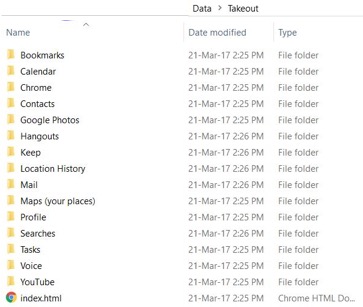 Data > Takeout
Name Date modified Type
Bookmarks 21-Mar-17 2:25 PM File folder
Calendar 21-Mar-17 2:25 PM File folder
Chrome 21-Mar-17 2:25 PM File folder
Contacts 21-Mar-17 2:25 PM File folder
Google Photos 21-Mar-17 2:25 PM File folder
Hangouts 21-Mar-17 2:26 PM File folder
Keep 21-Mar-17 2:26 PM File folder
Location History 21-Mar-17 2:26 PM File folder
Mail 21-Mar-17 2:26 PM File folder
Maps (your places) 21-Mar-17 2:25 PM File folder
Profile 21-Mar-17 2:25 PM File folder
Searches 21-Mar-17 2:26 PM File folder
Tasks 21-Mar-17 2:25 PM File folder
Voice 21-Mar-17 2:25 PM File folder
YouTube 21-Mar-17 2:25 PM File folder
index.html 21-Mar-17 2:25 PM Chrome HTML Do...